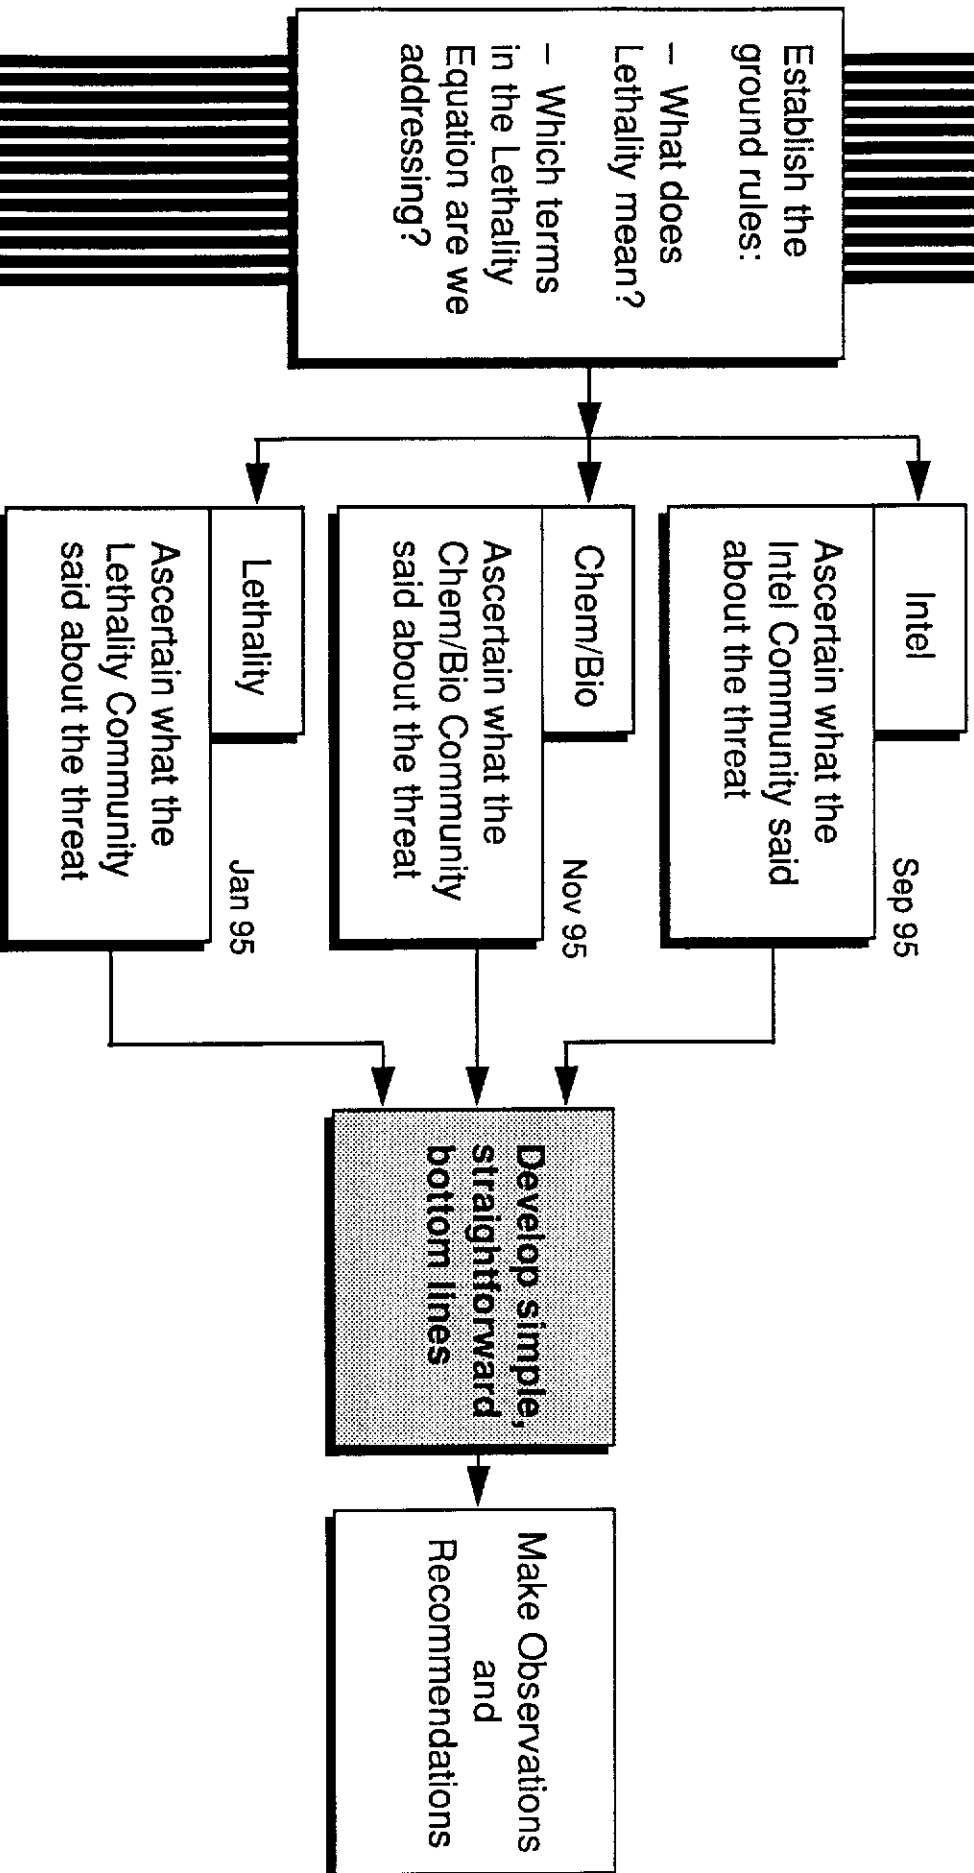 Establish the
ground rules:
– What does
Lethality mean?
– Which terms
in the Lethality
Equation are we
addressing?
Intel
Sep 95
Ascertain what the
Intel Community said
about the threat
Chem/Bio
Nov 95
Ascertain what the
Chem/Bio Community
said about the threat
Lethality
Jan 95
Ascertain what the
Lethality Community
said about the threat
Develop simple,
straightforward
bottom lines
Make Observations
and
Recommendations